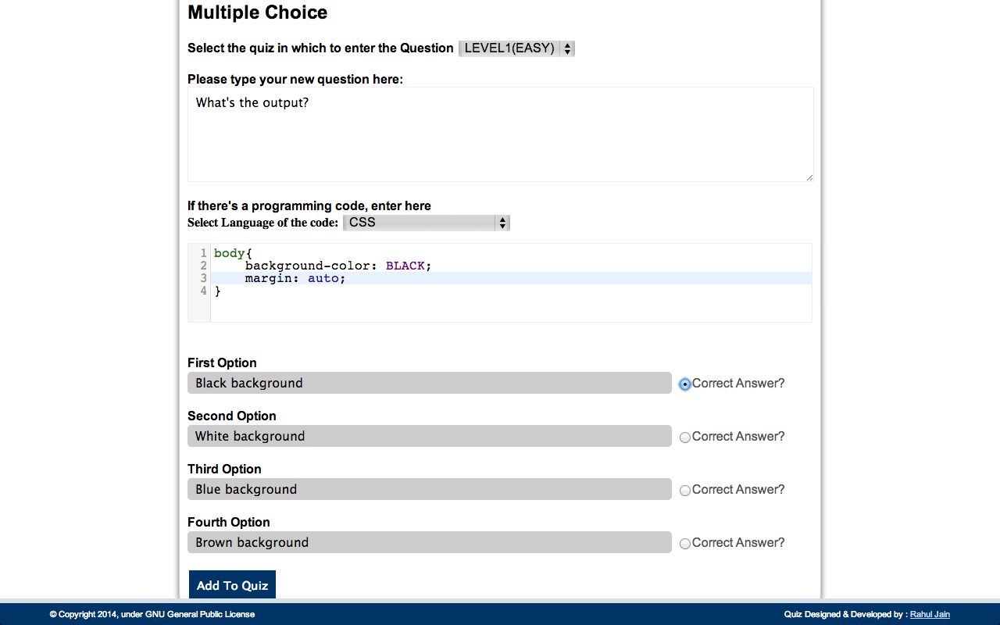 Multiple Choice
Select the quiz in which to enter the Question LEVEL1(EASY)
Please type your new question here:
What's the output?
If there's a programming code, enter here
Select Language of the code: CSS
1 body{
2     background-color: BLACK;
3     margin: auto;
4 }
First Option
Black background Correct Answer?
Second Option
White background Correct Answer?
Third Option
Blue background Correct Answer?
Fourth Option
Brown background Correct Answer?
Add To Quiz
© Copyright 2014, under GNU General Public License Quiz Designed & Developed by : Rahul Jain